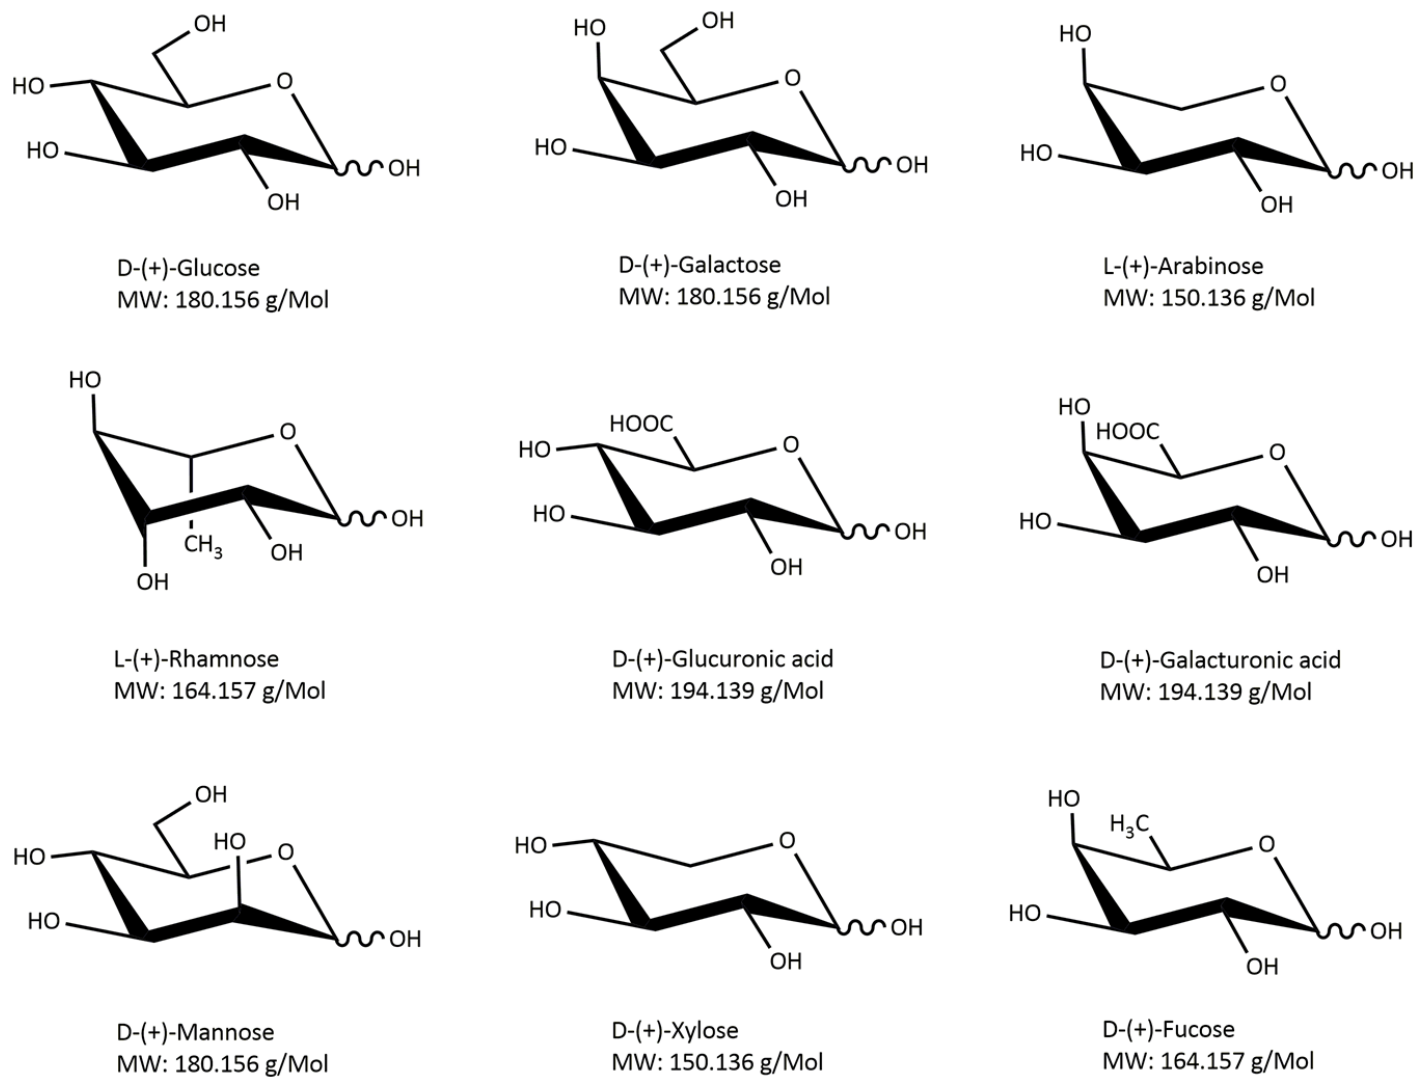 OH
HO
O
HO
OH
OH
D-(+)-Glucose
MW: 180.156 g/Mol
HO
OH
O
HO
OH
OH
D-(+)-Galactose
MW: 180.156 g/Mol
HO
O
HO
OH
OH
L-(+)-Arabinose
MW: 150.136 g/Mol
HO
O
OH
CH3
OH
OH
L-(+)-Rhamnose
MW: 164.157 g/Mol
HOOC
HO
O
HO
OH
OH
D-(+)-Glucuronic acid
MW: 194.139 g/Mol
HO
HOOC
O
HO
OH
OH
D-(+)-Galacturonic acid
MW: 194.139 g/Mol
OH
HO
HO
O
HO
OH
D-(+)-Mannose
MW: 180.156 g/Mol
HO
O
HO
OH
OH
D-(+)-Xylose
MW: 150.136 g/Mol
HO
H3C
O
HO
OH
OH
D-(+)-Fucose
MW: 164.157 g/Mol